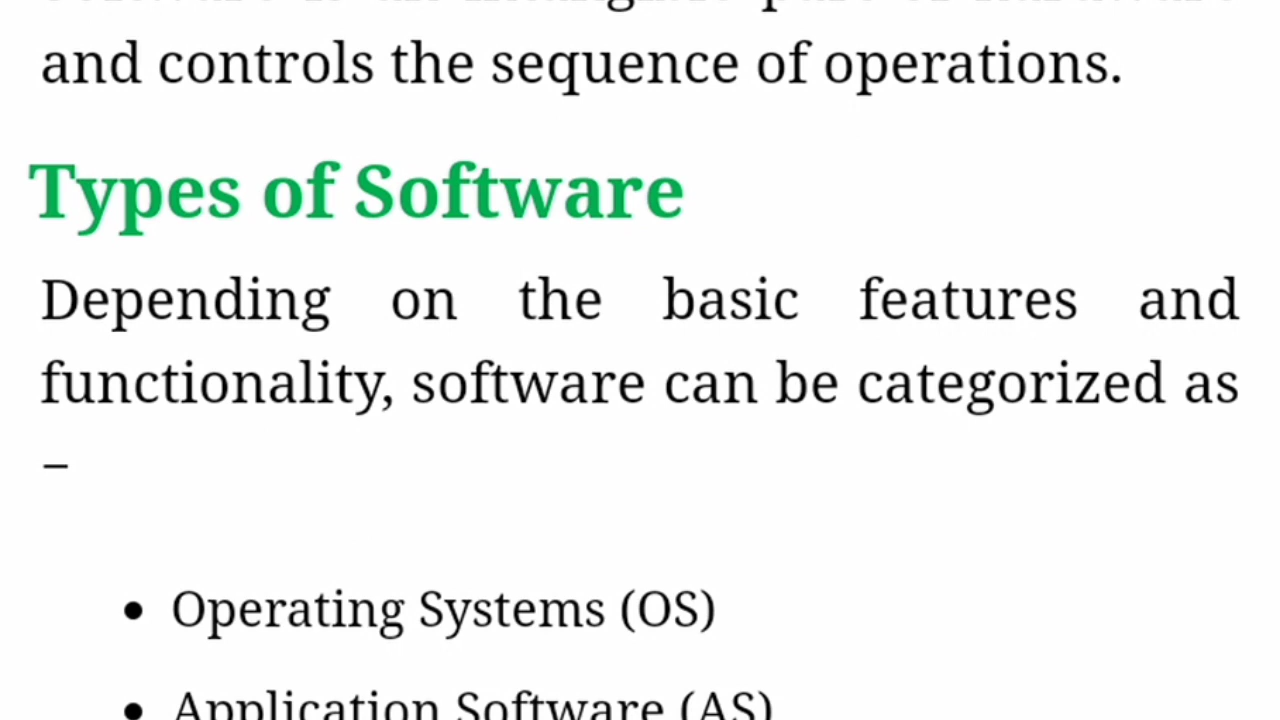 and controls the sequence of operations.
Types of Software
Depending on the basic features and
functionality, software can be categorized as
–
• Operating Systems (OS)
• Application Software (AS)